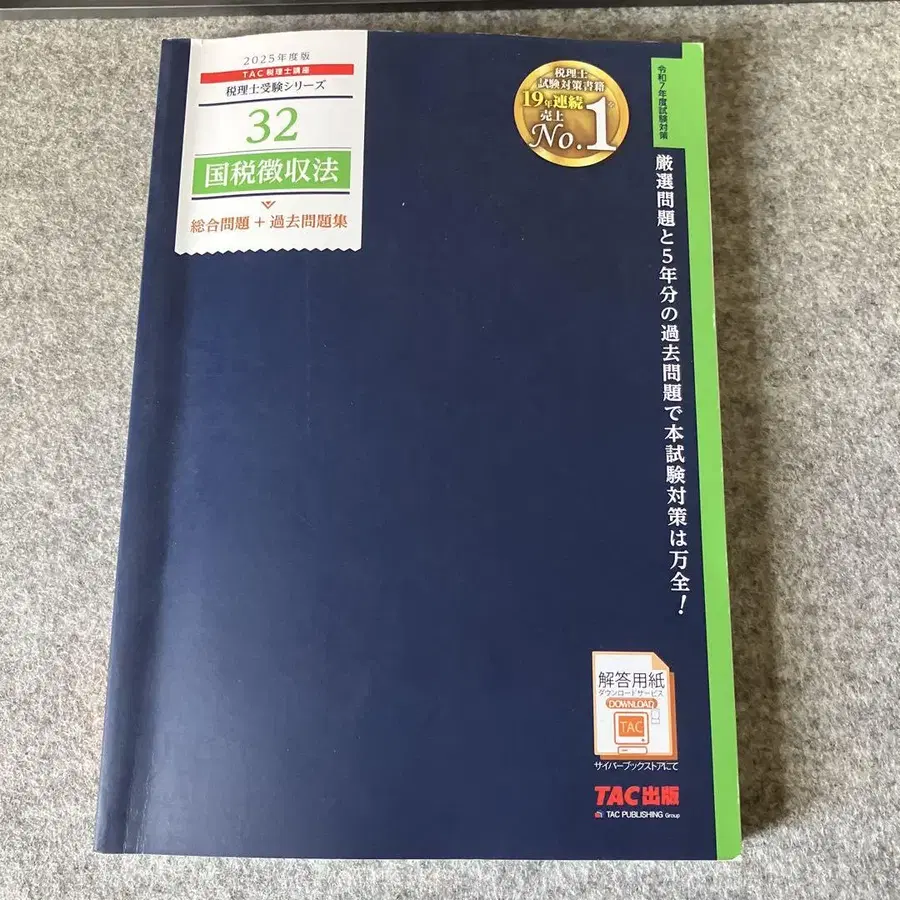 2025年度版
TAC税理士講座
税理士受験シリーズ
32
国税徴収法
総合問題 + 過去問題集
税理士
試験対策書籍
19年連続
売上
No.1
令和7年度試験対策
厳選問題と5年分の過去問題で本試験対策は万全!
解答用紙
ダウンロードサービス
DOWNLOAD
TAC
サイバーブックストアにて
TAC出版
TAC PUBLISHING Group